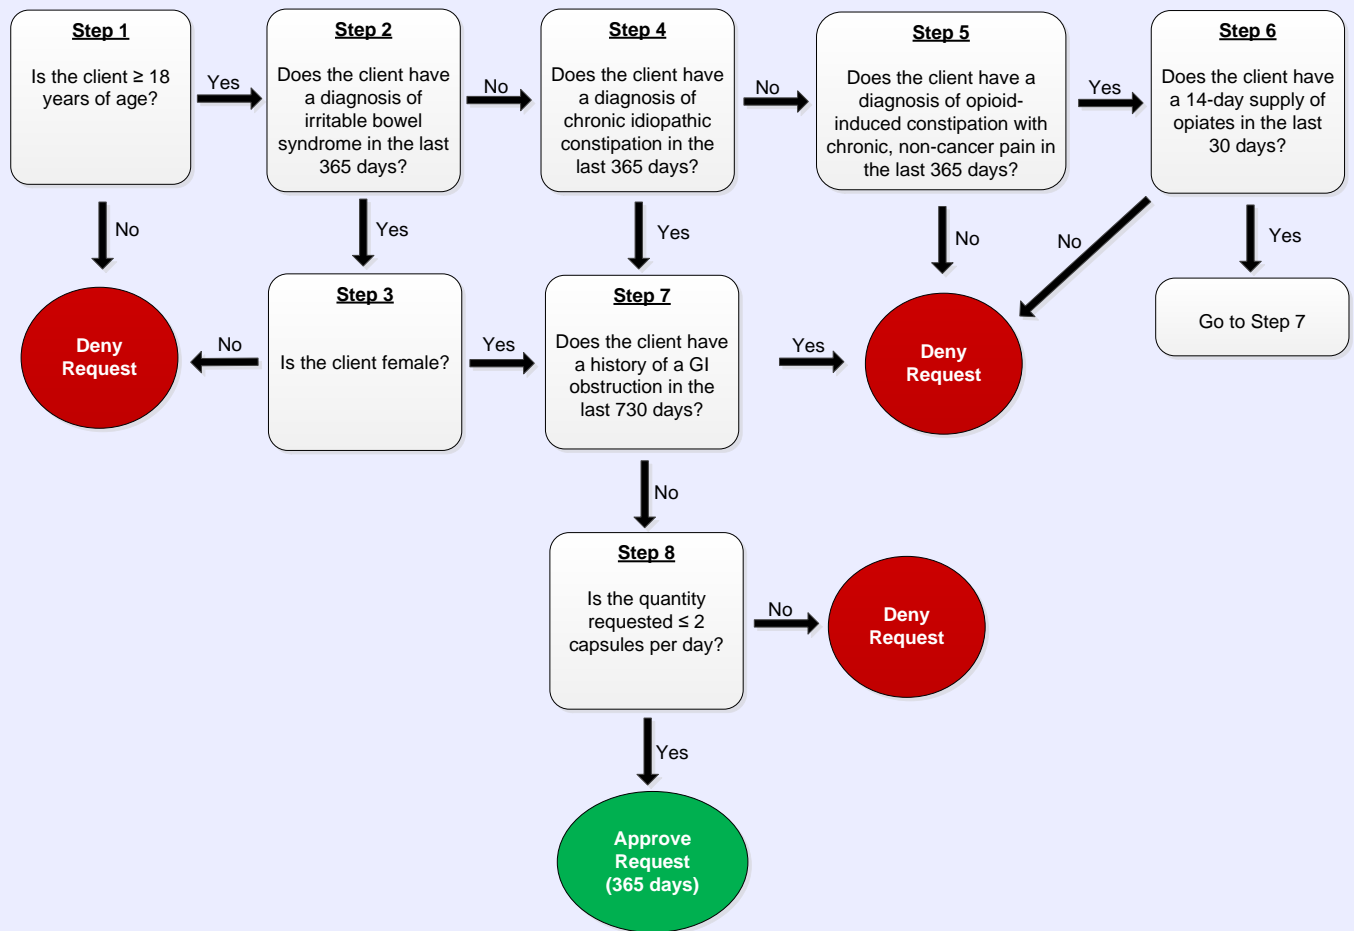 Step 1
Is the client ≥ 18
years of age?
Yes
Step 2
Does the client have
a diagnosis of
irritable bowel
syndrome in the last
365 days?
No
Step 4
Does the client have
a diagnosis of
chronic idiopathic
constipation in the
last 365 days?
No
Step 5
Does the client have a
diagnosis of opioid-
induced constipation with
chronic, non-cancer pain in
the last 365 days?
Yes
Step 6
Does the client have
a 14-day supply of
opiates in the last
30 days?
No
Yes
Yes
No
No
Yes
Deny
Request
No
Step 3
Is the client female?
Yes
Step 7
Does the client have
a history of a GI
obstruction in the
last 730 days?
Yes
Deny
Request
Go to Step 7
No
Step 8
Is the quantity
requested ≤ 2
capsules per day?
No
Deny
Request
Yes
Approve
Request
(365 days)